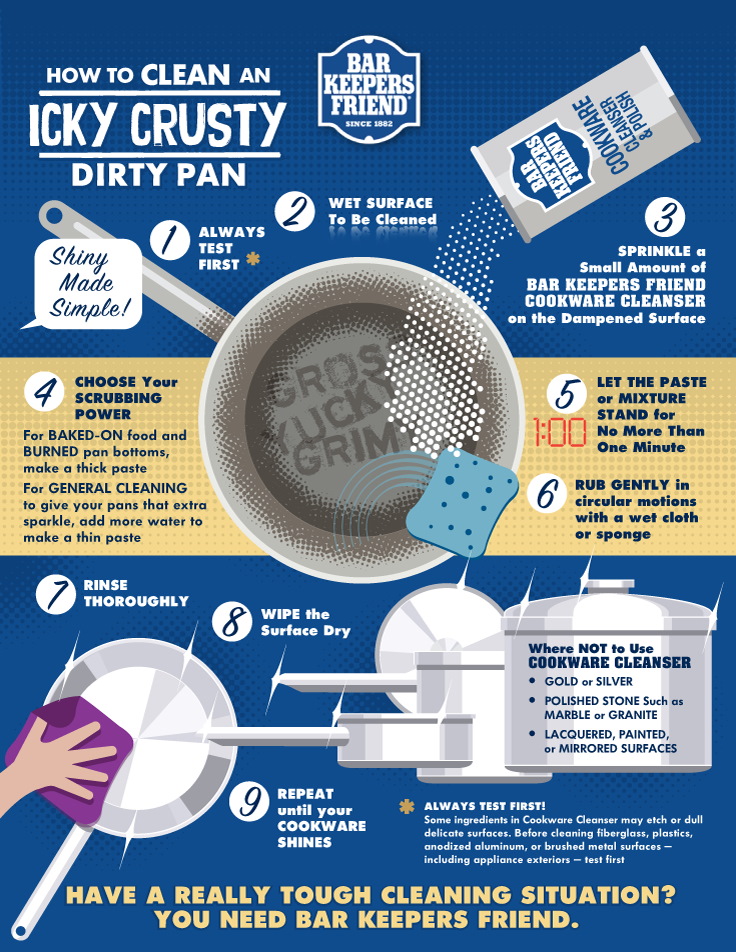 HOW TO CLEAN AN
ICKY CRUSTY
DIRTY PAN
BAR
KEEPERS
FRIEND®
SINCE 1882
BAR
KEEPERS
FRIEND
COOKWARE
CLEANSER
& POLISH
Shiny
Made
Simple!
1
ALWAYS
TEST
FIRST *
2
WET SURFACE
To Be Cleaned
3
SPRINKLE a
Small Amount of
BAR KEEPERS FRIEND
COOKWARE CLEANSER
on the Dampened Surface
GROSS
YUCKY
GRIM
4
CHOOSE Your
SCRUBBING
POWER
For BAKED-ON food and
BURNED pan bottoms,
make a thick paste
For GENERAL CLEANING
to give your pans that extra
sparkle, add more water to
make a thin paste
5
1:00
LET THE PASTE
or MIXTURE
STAND for
No More Than
One Minute
6
RUB GENTLY in
circular motions
with a wet cloth
or sponge
7
RINSE
THOROUGHLY
8
WIPE the
Surface Dry
Where NOT to Use
COOKWARE CLEANSER
• GOLD or SILVER
• POLISHED STONE Such as
MARBLE or GRANITE
• LACQUERED, PAINTED,
or MIRRORED SURFACES
9
REPEAT
until your
COOKWARE
SHINES
* ALWAYS TEST FIRST!
Some ingredients in Cookware Cleanser may etch or dull
delicate surfaces. Before cleaning fiberglass, plastics,
anodized aluminum, or brushed metal surfaces —
including appliance exteriors — test first
HAVE A REALLY TOUGH CLEANING SITUATION?
YOU NEED BAR KEEPERS FRIEND.